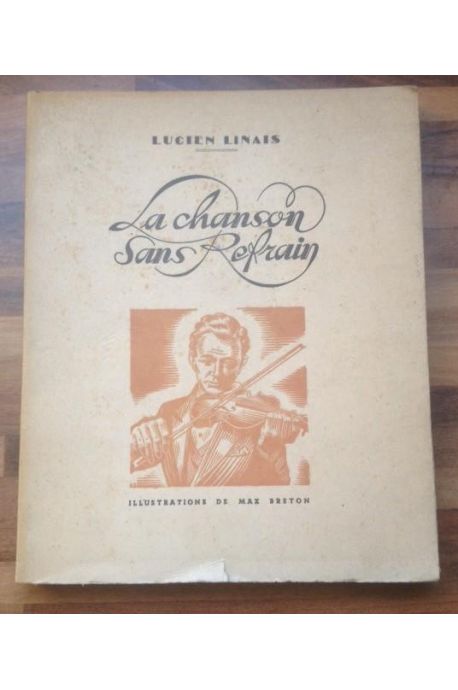 LUCIEN LINAIS
La chanson
Sans Refrain
ILLUSTRATIONS DE MAX BRETON